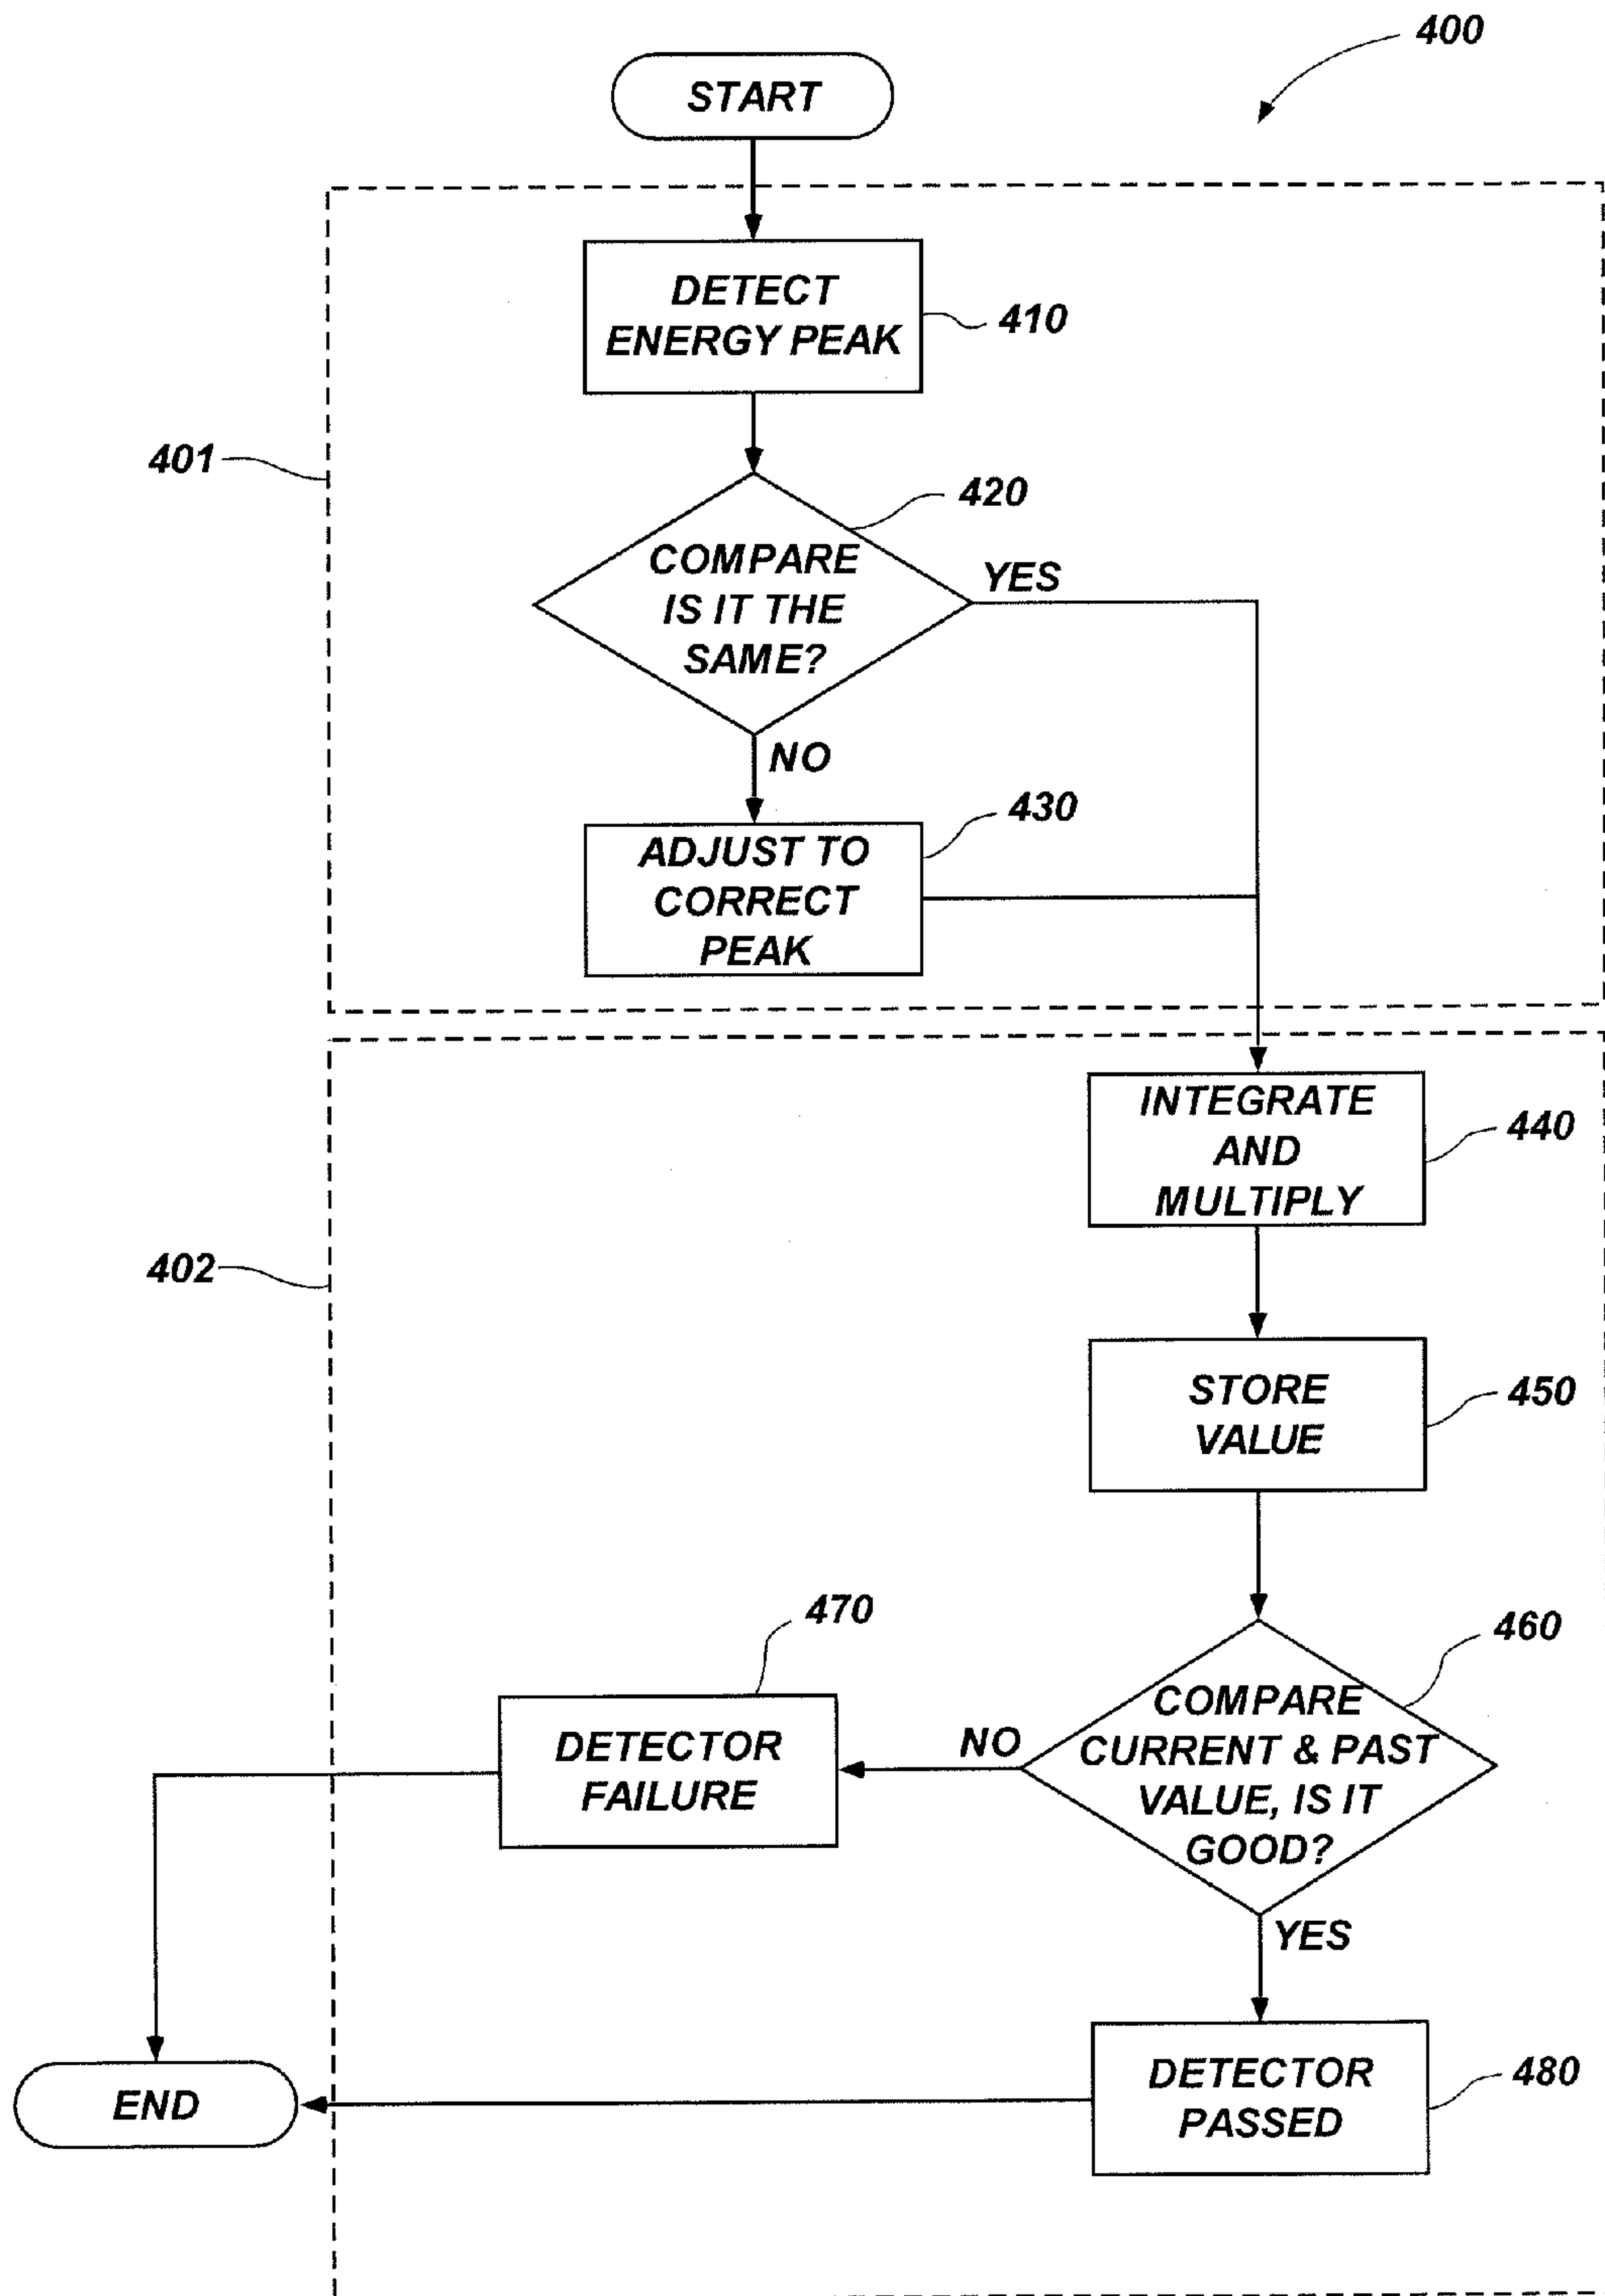 400
START
DETECT
ENERGY PEAK
410
401
420
COMPARE
IS IT THE
SAME?
YES
NO
430
ADJUST TO
CORRECT
PEAK
INTEGRATE
AND
MULTIPLY
440
402
STORE
VALUE
450
470
460
COMPARE
CURRENT & PAST
VALUE, IS IT
GOOD?
NO
DETECTOR
FAILURE
YES
DETECTOR
PASSED
480
END